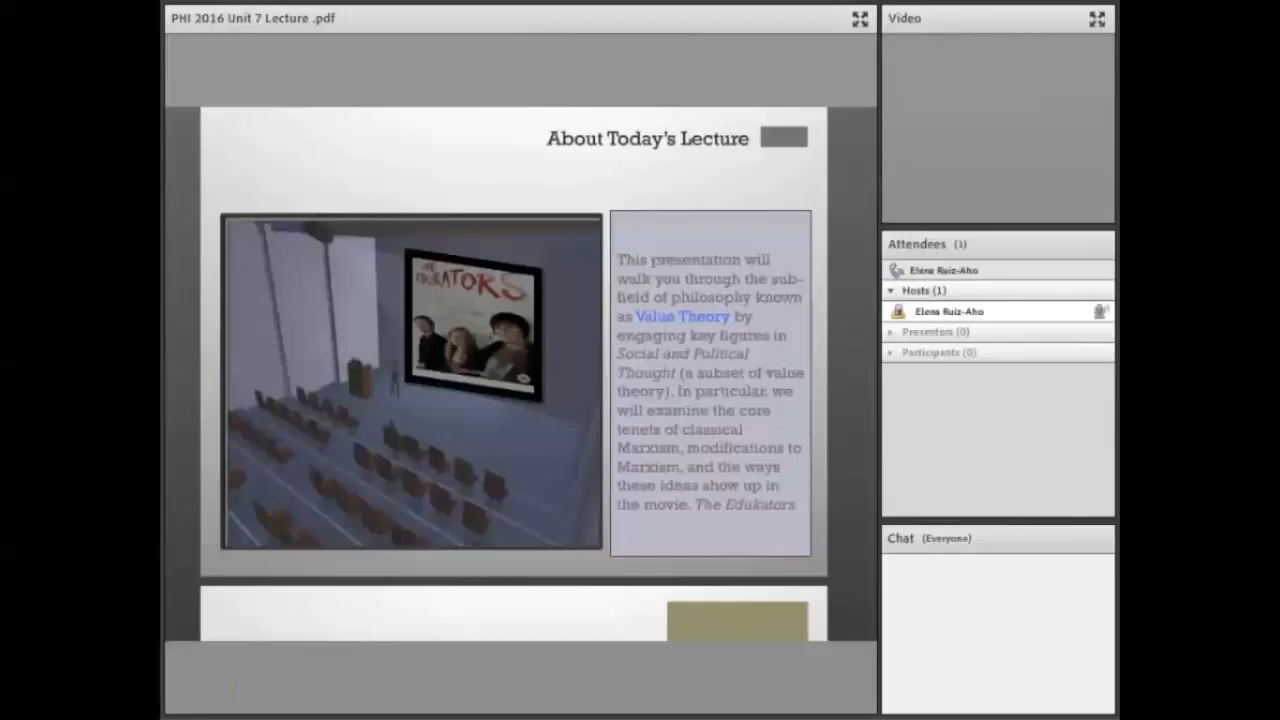 PHI 2016 Unit 7 Lecture .pdf
About Today's Lecture
THE
EDUKATORS
This presentation will
walk you through the sub-
field of philosophy known
as Value Theory by
engaging key figures in
Social and Political
Thought (a subset of value
theory). In particular, we
will examine the core
tenets of classical
Marxism, modifications to
Marxism, and the ways
these ideas show up in
the movie, The Edukators.
Video
Attendees (1)
Elena Ruiz-Aho
Hosts (1)
Elena Ruiz-Aho
Presenters (0)
Participants (0)
Chat (Everyone)